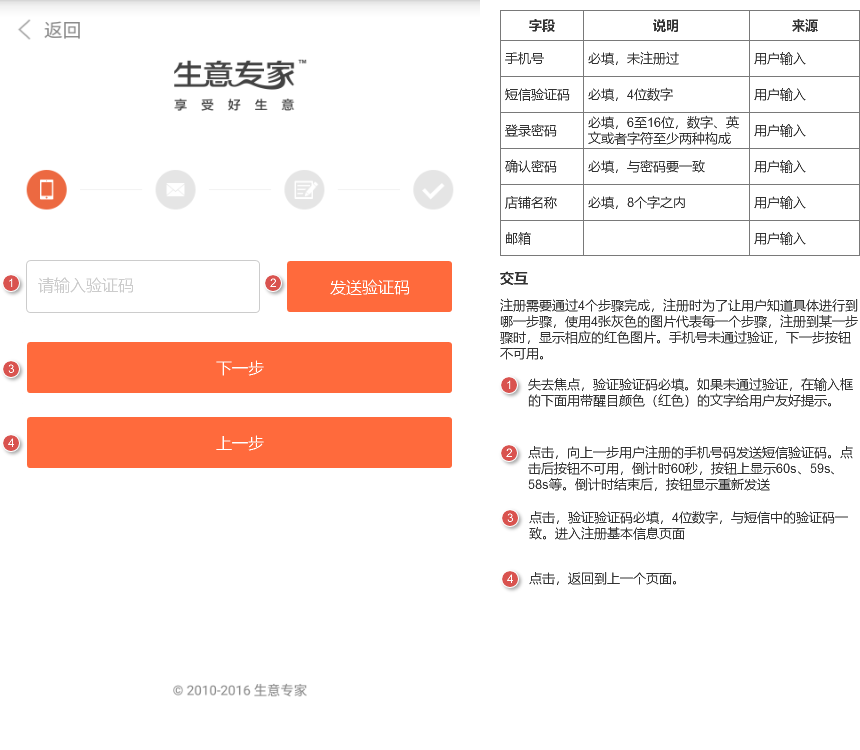 返回
生意专家™
享受好生意
1
请输入验证码
2
发送验证码
3
下一步
4
上一步
© 2010-2016 生意专家
字段 说明 来源
手机号 必填，未注册过 用户输入
短信验证码 必填，4位数字 用户输入
登录密码 必填，6至16位，数字、英
文或者字符至少两种构成 用户输入
确认密码 必填，与密码要一致 用户输入
店铺名称 必填，8个字之内 用户输入
邮箱 用户输入
交互
注册需要通过4个步骤完成，注册时为了让用户知道具体进行到
哪一步骤，使用4张灰色的图片代表每一个步骤，注册到某一步
骤时，显示相应的红色图片。手机号未通过验证，下一步按钮
不可用。
1 失去焦点，验证验证码必填。如果未通过验证，在输入框
的下面用带醒目颜色（红色）的文字给用户友好提示。
2 点击，向上一步用户注册的手机号码发送短信验证码。点
击后按钮不可用，倒计时60秒，按钮上显示60s、59s、
58s等。倒计时结束后，按钮显示重新发送
3 点击，验证验证码必填，4位数字，与短信中的验证码一
致。进入注册基本信息页面
4 点击，返回到上一个页面。